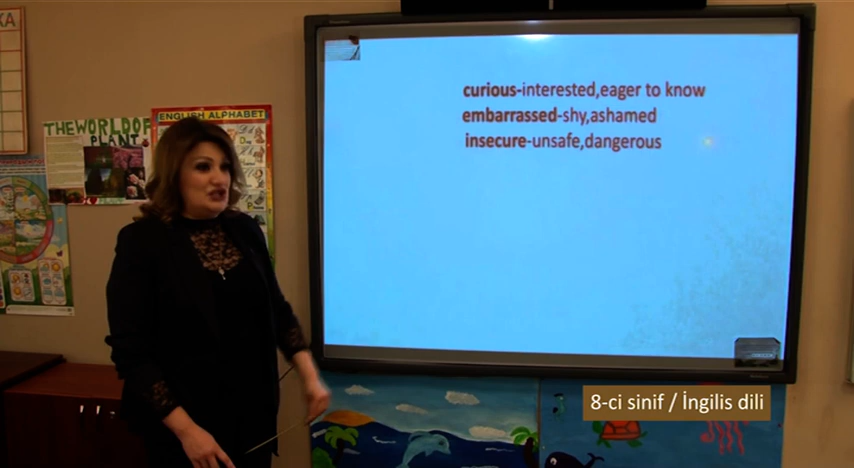 KA
THE WORLD OF
PLANT
ENGLISH ALPHABET
curious-interested,eager to know
embarrassed-shy,ashamed
insecure-unsafe,dangerous
8-ci sinif / İngilis dili